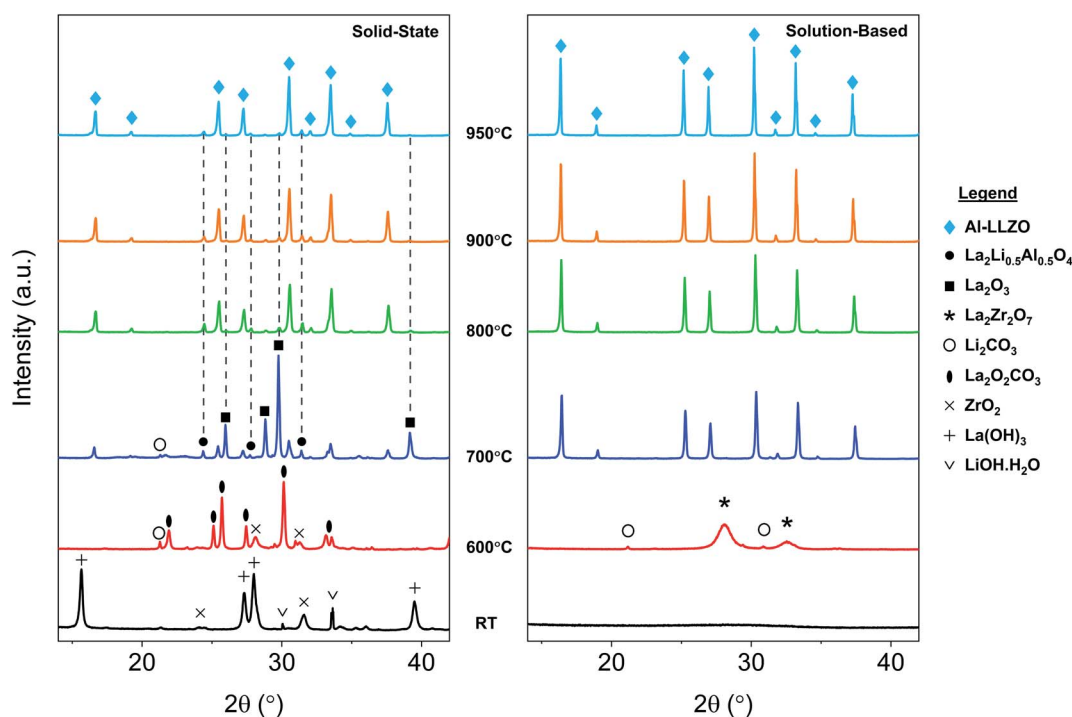 Solid-State
Solution-Based
Intensity (a.u.)
950°C
900°C
800°C
700°C
600°C
RT
20
30
40
2θ (°)
20
30
40
2θ (°)
Legend
Al-LLZO
La₂Li₀.₅Al₀.₅O₄
La₂O₃
La₂Zr₂O₇
Li₂CO₃
La₂O₂CO₃
ZrO₂
La(OH)₃
LiOH.H₂O